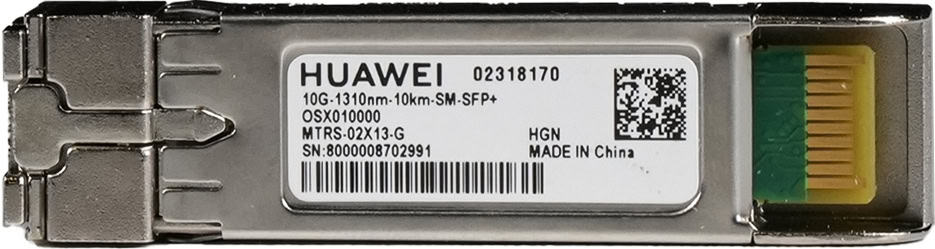 HUAWEI 02318170
10G-1310nm-10km-SM-SFP+
OSX010000
MTRS-02X13-G HGN
SN:8000008702991 MADE IN China